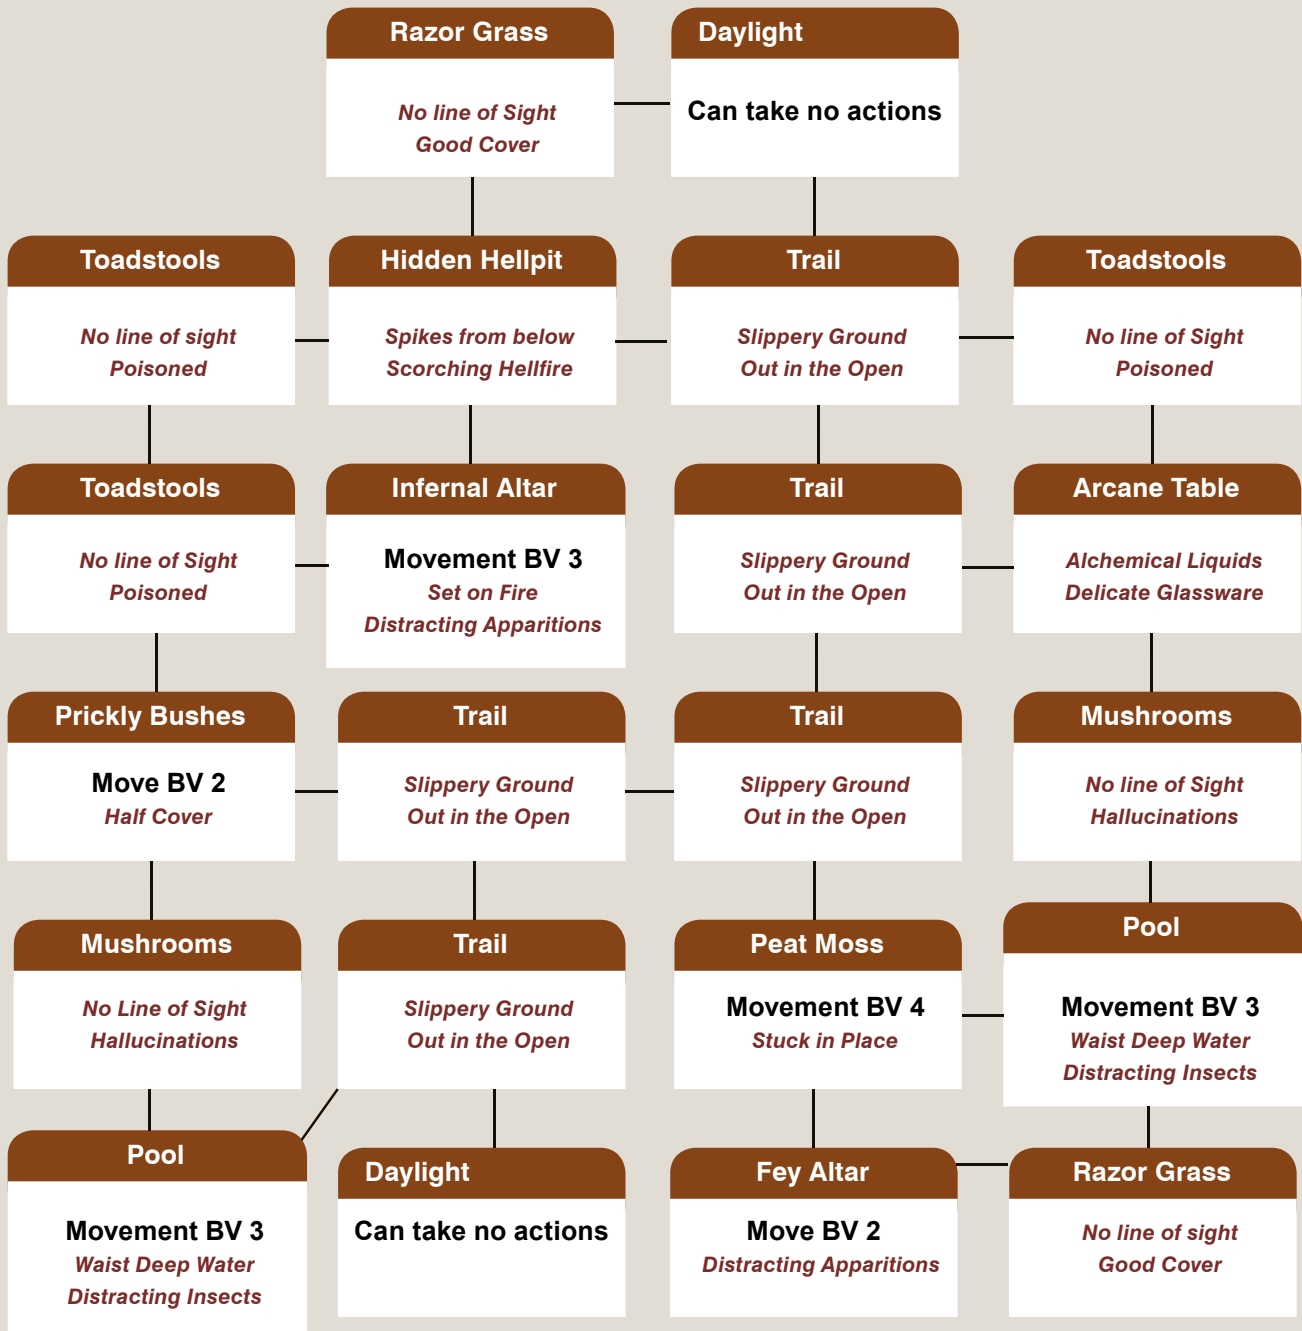 Razor Grass
No line of Sight
Good Cover
Daylight
Can take no actions
Toadstools
No line of sight
Poisoned
Hidden Hellpit
Spikes from below
Scorching Hellfire
Trail
Slippery Ground
Out in the Open
Toadstools
No line of Sight
Poisoned
Toadstools
No line of Sight
Poisoned
Infernal Altar
Movement BV 3
Set on Fire
Distracting Apparitions
Trail
Slippery Ground
Out in the Open
Arcane Table
Alchemical Liquids
Delicate Glassware
Prickly Bushes
Move BV 2
Half Cover
Trail
Slippery Ground
Out in the Open
Trail
Slippery Ground
Out in the Open
Mushrooms
No line of Sight
Hallucinations
Mushrooms
No Line of Sight
Hallucinations
Trail
Slippery Ground
Out in the Open
Peat Moss
Movement BV 4
Stuck in Place
Pool
Movement BV 3
Waist Deep Water
Distracting Insects
Pool
Movement BV 3
Waist Deep Water
Distracting Insects
Daylight
Can take no actions
Fey Altar
Move BV 2
Distracting Apparitions
Razor Grass
No line of sight
Good Cover